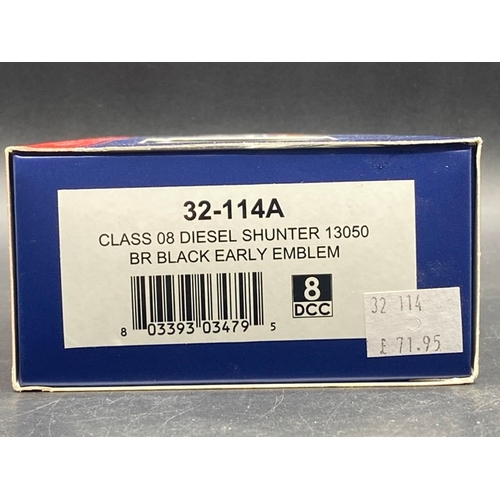 32-114A
CLASS 08 DIESEL SHUNTER 13050
BR BLACK EARLY EMBLEM
8 03393 03479 5
8
DCC
32 114
£ 71.95